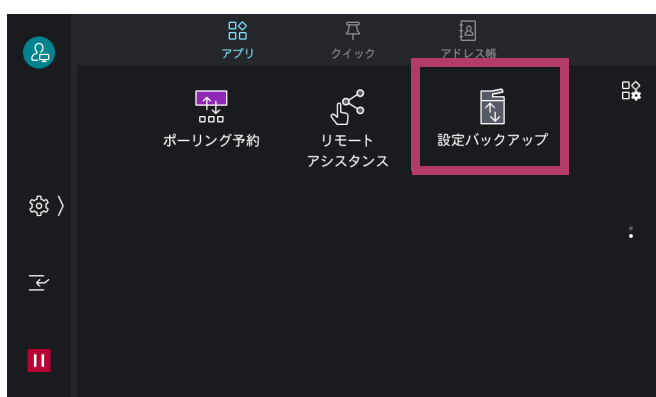 アプリ
クイック
アドレス帳
ポーリング予約
リモート
アシスタンス
設定バックアップ